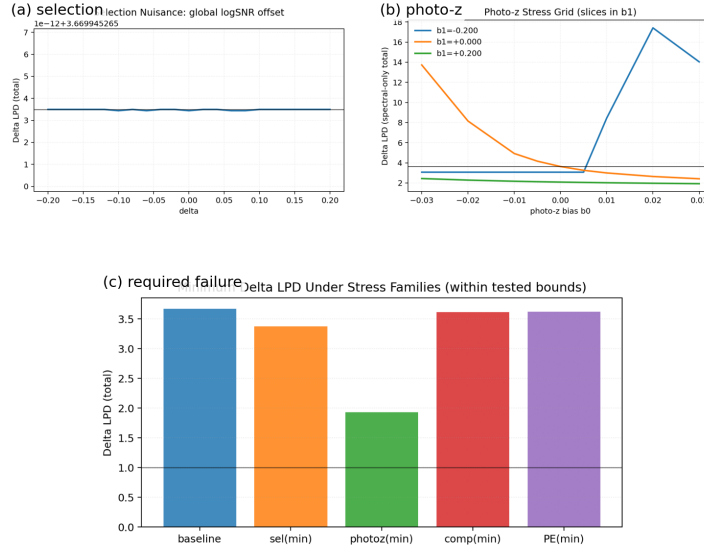 (a) selection
lection Nuisance: global logSNR offset
1e−12+3.669945265
7
6
5
4
3
2
1
0
Delta LPD (total)
−0.20 −0.15 −0.10 −0.05 0.00 0.05 0.10 0.15 0.20
delta
(b) photo-z
Photo-z Stress Grid (slices in b1)
b1=-0.200
b1=+0.000
b1=+0.200
18
16
14
12
10
8
6
4
2
Delta LPD (spectral-only total)
−0.03 −0.02 −0.01 0.00 0.01 0.02 0.03
photo-z bias b0
(c) required failure
Minimum Delta LPD Under Stress Families (within tested bounds)
3.5
3.0
2.5
2.0
1.5
1.0
0.5
0.0
Delta LPD (total)
baseline sel(min) photoz(min) comp(min) PE(min)